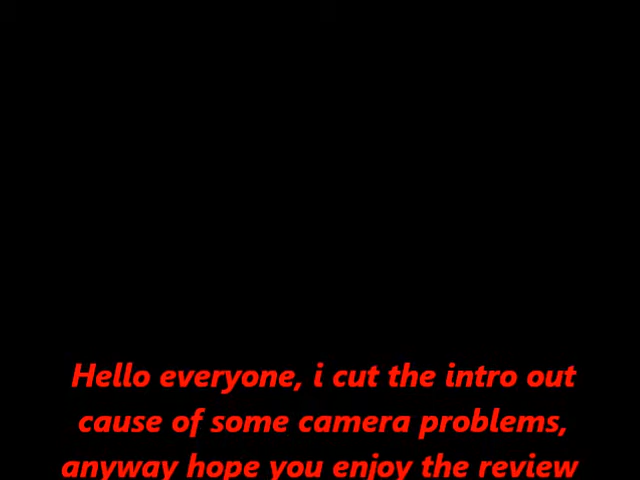 Hello everyone, i cut the intro out
cause of some camera problems,
anyway hope you enjoy the review